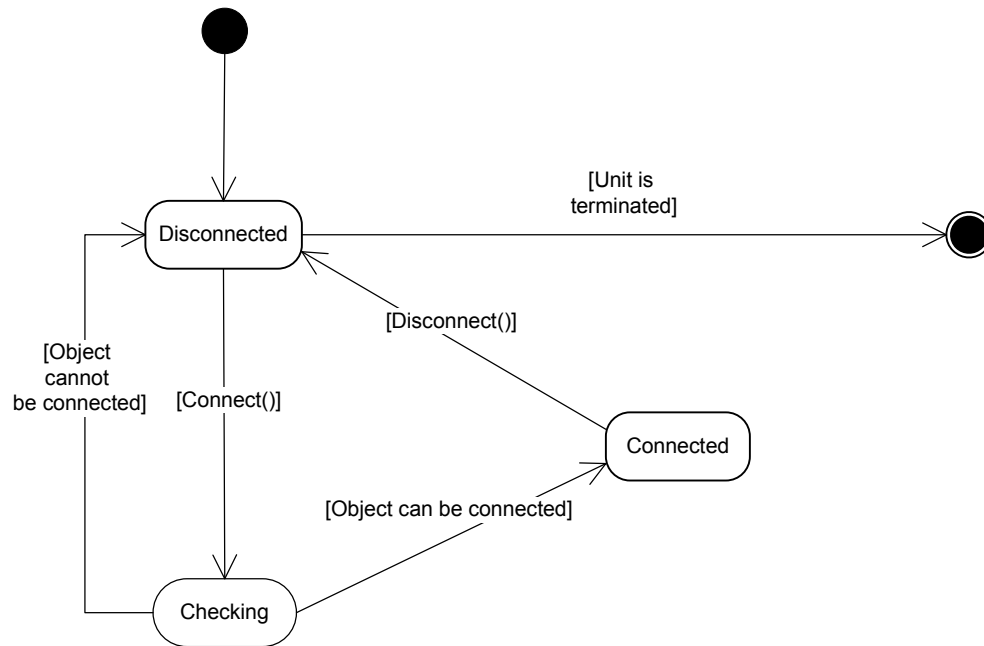 [Unit is
terminated]
Disconnected
[Disconnect()]
[Object
cannot
be connected]
[Connect()]
Connected
[Object can be connected]
Checking